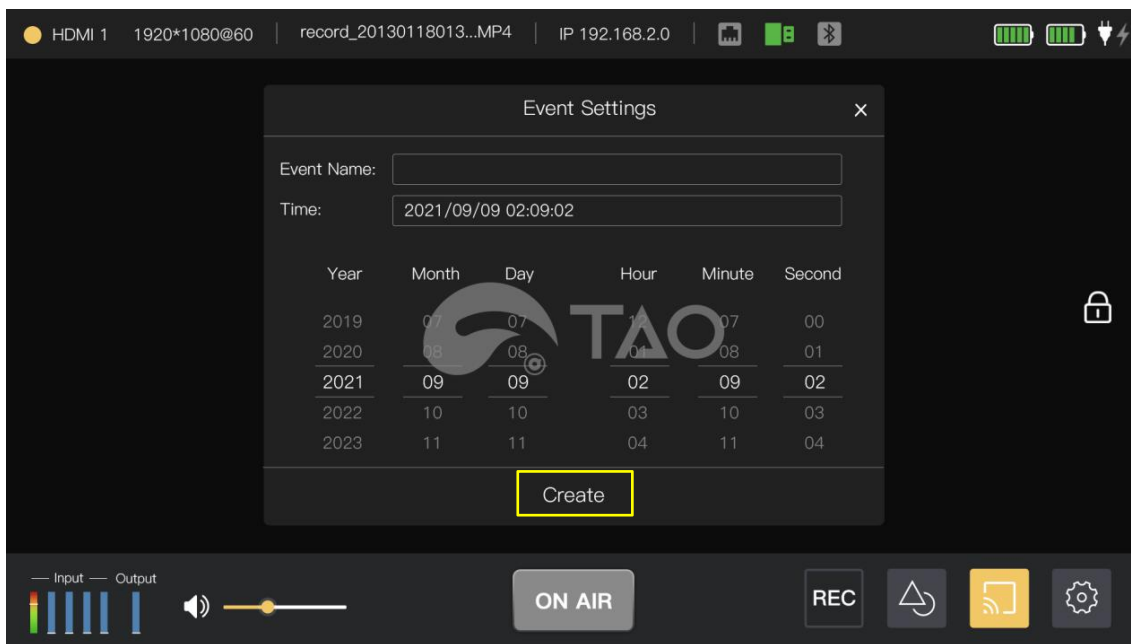 HDMI 1 1920*1080@60 record_20130118013...MP4 IP 192.168.2.0
Event Settings
Event Name:
Time: 2021/09/09 02:09:02
Year Month Day Hour Minute Second
2019 07 07 12 07 00
2020 08 08 01 08 01
2021 09 09 02 09 02
2022 10 10 03 10 03
2023 11 11 04 11 04
TAO
Create
Input Output
ON AIR
REC